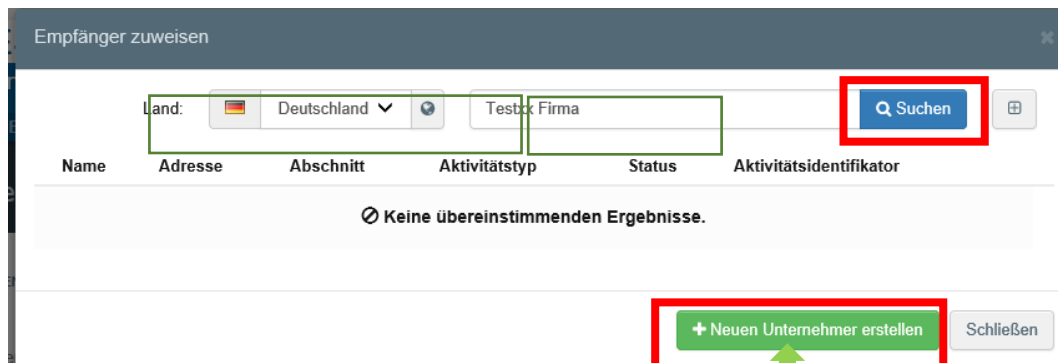 Empfänger zuweisen
Land: Deutschland Testxx Firma Suchen
Name Adresse Abschnitt Aktivitätstyp Status Aktivitätsidentifikator
Keine übereinstimmenden Ergebnisse.
Neuen Unternehmer erstellen Schließen